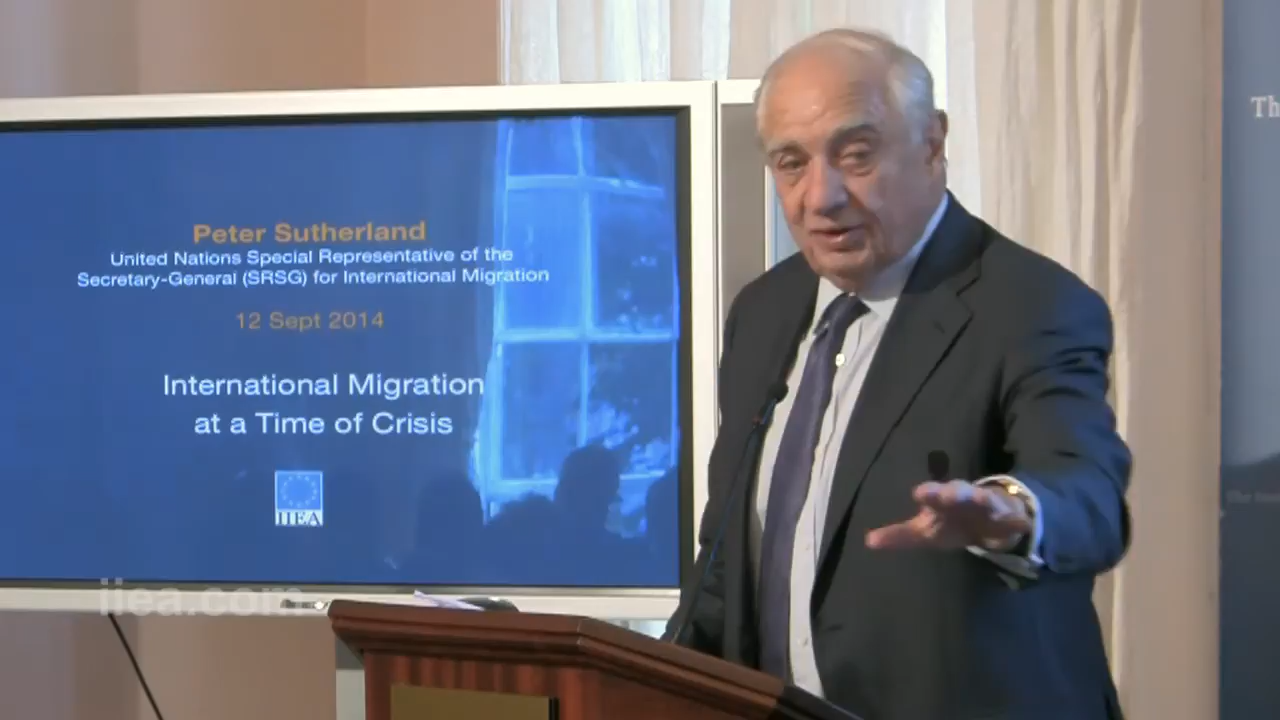 Peter Sutherland
United Nations Special Representative of the
Secretary-General (SRSG) for International Migration
12 Sept 2014
International Migration
at a Time of Crisis
IIEA
iiea.com
Th